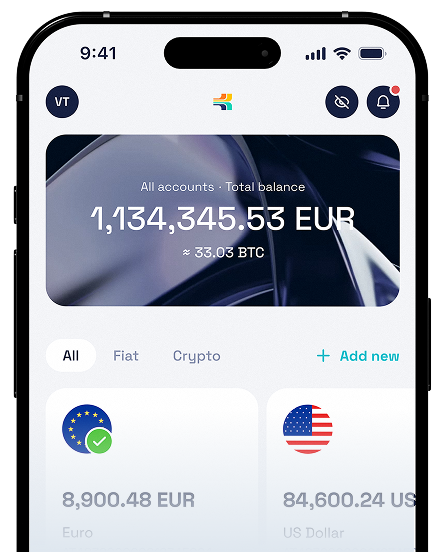 9:41
VT
All accounts · Total balance
1,134,345.53 EUR
≈ 33.03 BTC
All Fiat Crypto + Add new
8,900.48 EUR 84,600.24 US
Euro US Dollar